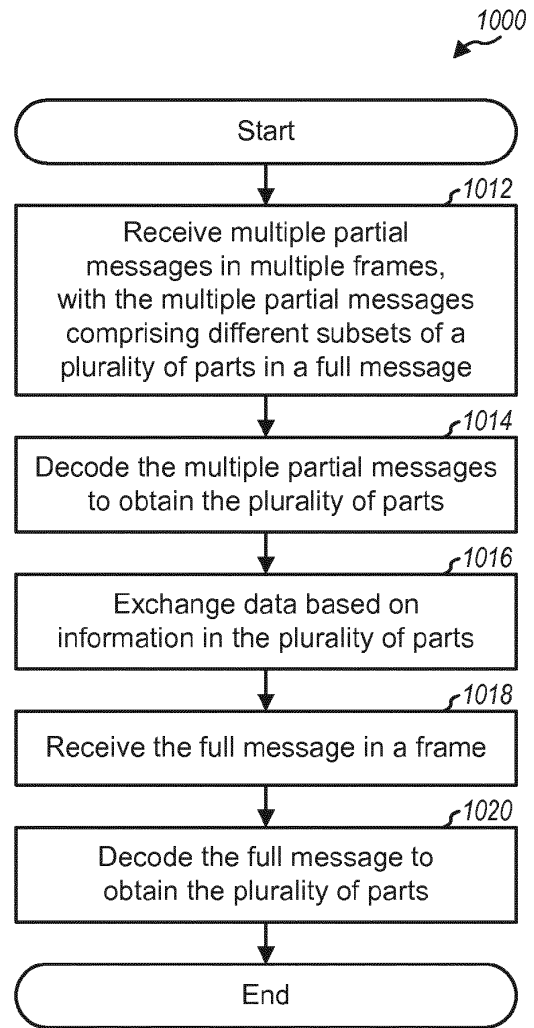 1000
Start
1012
Receive multiple partial
messages in multiple frames,
with the multiple partial messages
comprising different subsets of a
plurality of parts in a full message
1014
Decode the multiple partial messages
to obtain the plurality of parts
1016
Exchange data based on
information in the plurality of parts
1018
Receive the full message in a frame
1020
Decode the full message to
obtain the plurality of parts
End